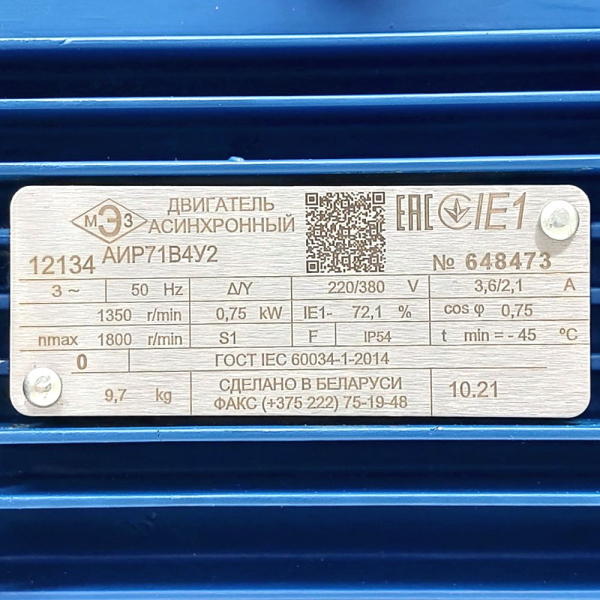 МЭЗ
ДВИГАТЕЛЬ
АСИНХРОННЫЙ
EAC
IE1
12134 АИР71В4У2
№ 648473
3 ~ 50 Hz Δ/Y 220/380 V 3,6/2,1 A
1350 r/min 0,75 kW IE1- 72,1 % cos φ 0,75
nmax 1800 r/min S1 F IP54 t min = - 45 °C
0 ГОСТ IEC 60034-1-2014
9,7 kg
СДЕЛАНО В БЕЛАРУСИ
ФАКС (+375 222) 75-19-48
10.21